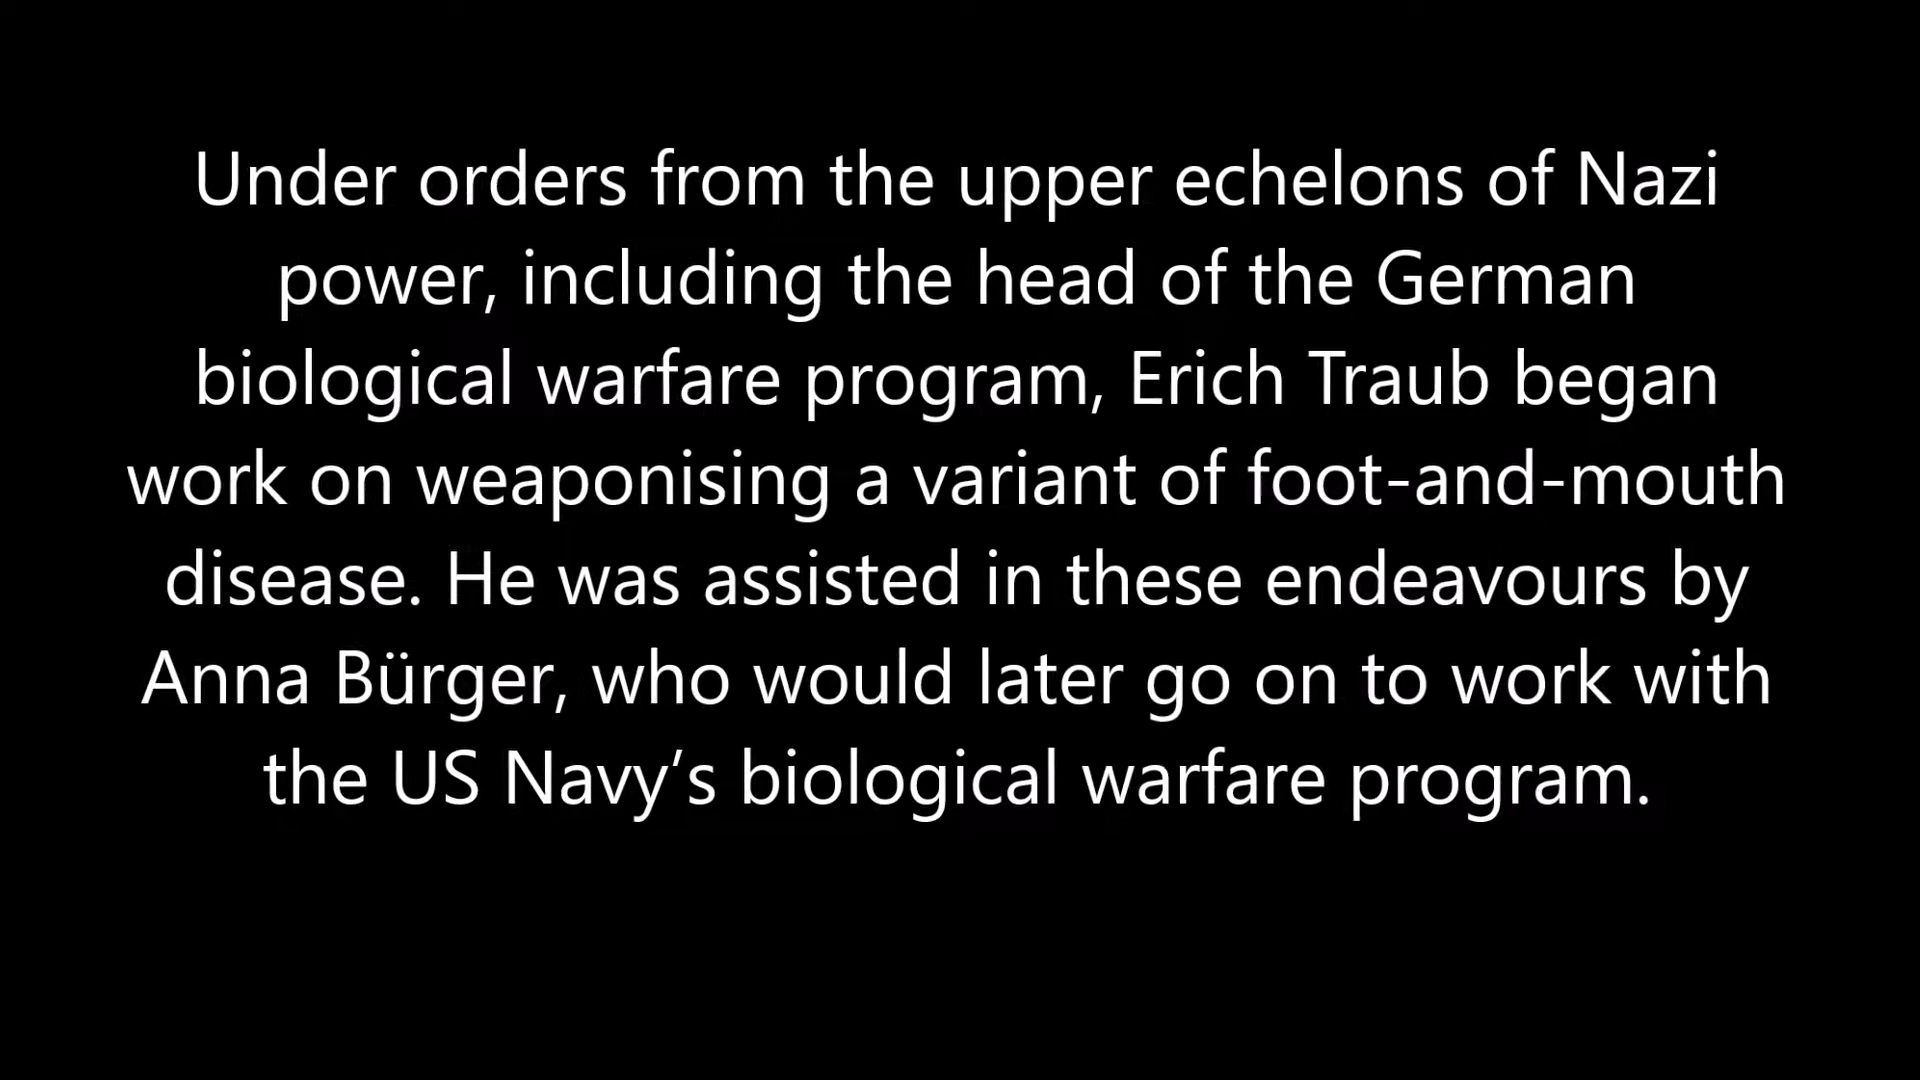 Under orders from the upper echelons of Nazi
power, including the head of the German
biological warfare program, Erich Traub began
work on weaponising a variant of foot-and-mouth
disease. He was assisted in these endeavours by
Anna Bürger, who would later go on to work with
the US Navy’s biological warfare program.